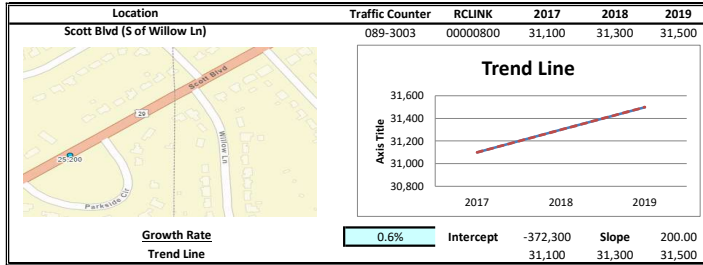 Location Traffic Counter RCLINK 2017 2018 2019
Scott Blvd (S of Willow Ln) 089-3003 00000800 31,100 31,300 31,500
Scott Blvd
29
Willow Ln
25,200
Parkside Cir
Trend Line
Axis Title
31,600
31,400
31,200
31,000
30,800
2017 2018 2019
Growth Rate 0.6% Intercept -372,300 Slope 200.00
Trend Line 31,100 31,300 31,500